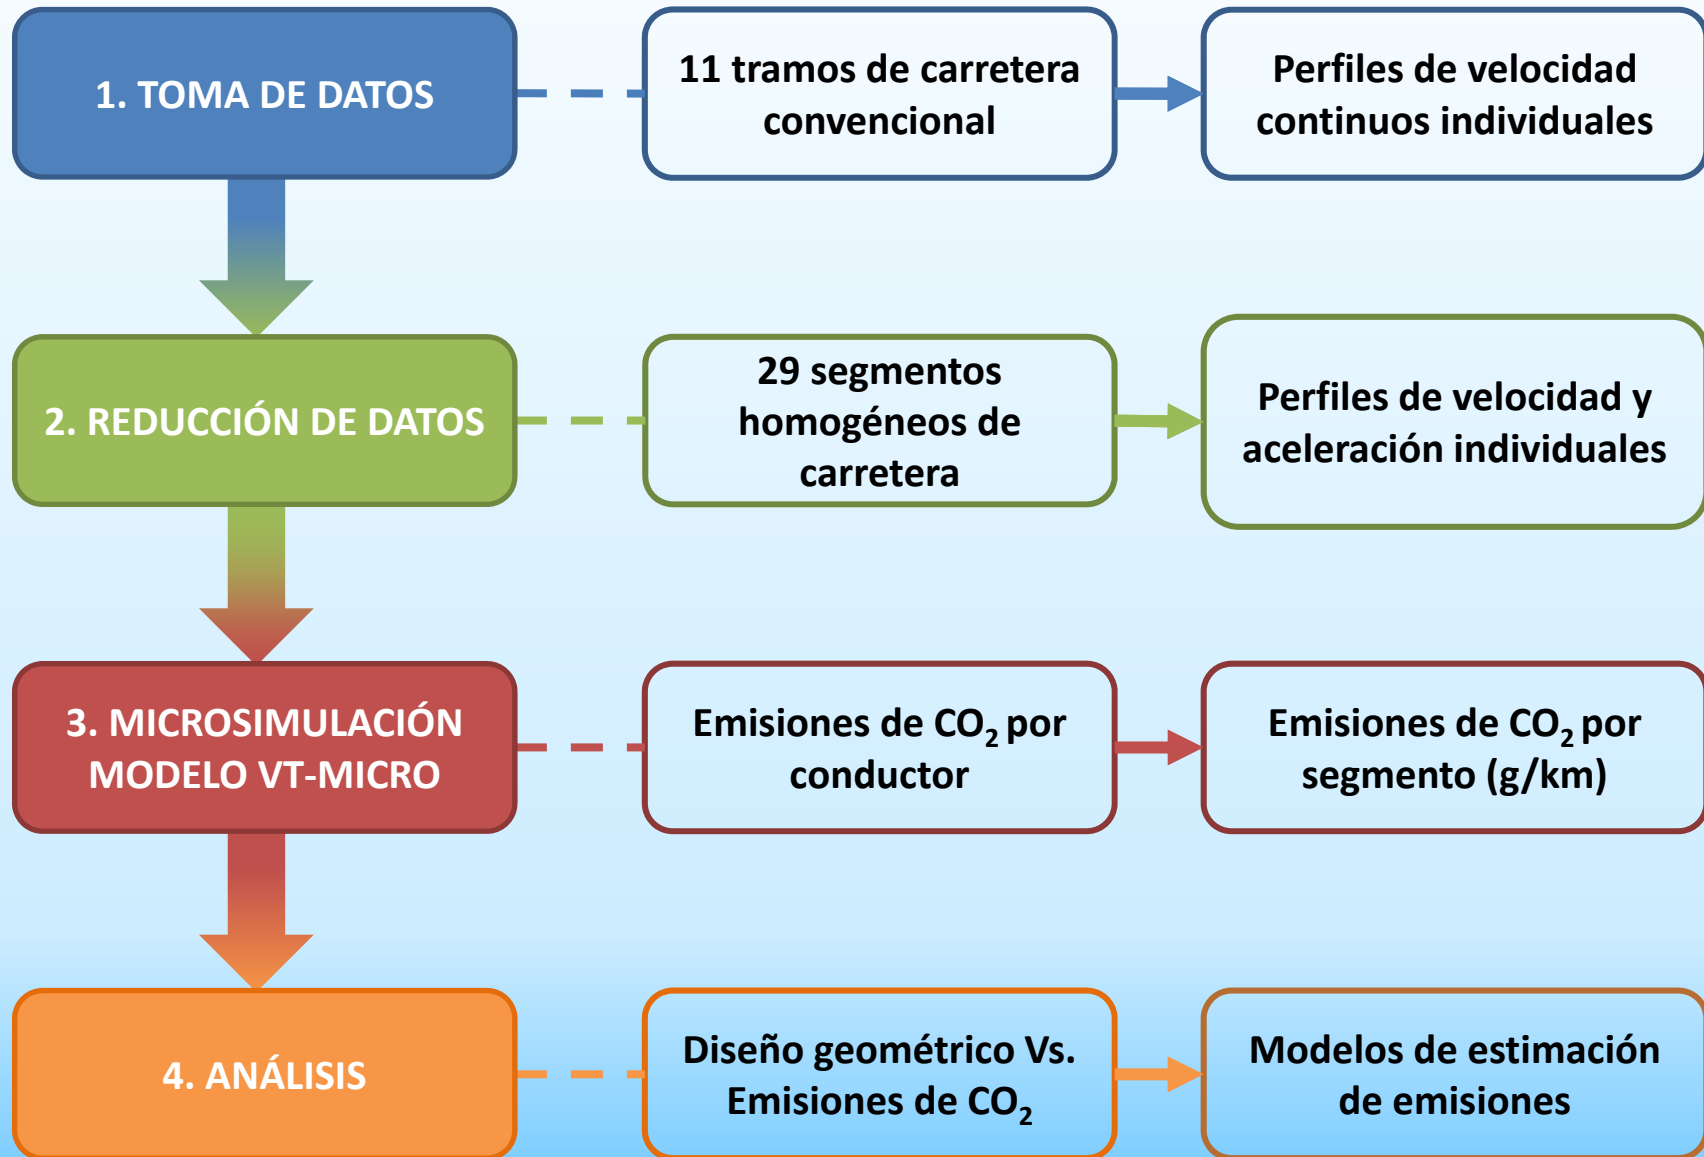 1. TOMA DE DATOS
11 tramos de carretera
convencional
Perfiles de velocidad
continuos individuales
2. REDUCCIÓN DE DATOS
29 segmentos
homogéneos de
carretera
Perfiles de velocidad y
aceleración individuales
3. MICROSIMULACIÓN
MODELO VT-MICRO
Emisiones de CO₂ por
conductor
Emisiones de CO₂ por
segmento (g/km)
4. ANÁLISIS
Diseño geométrico Vs.
Emisiones de CO₂
Modelos de estimación
de emisiones